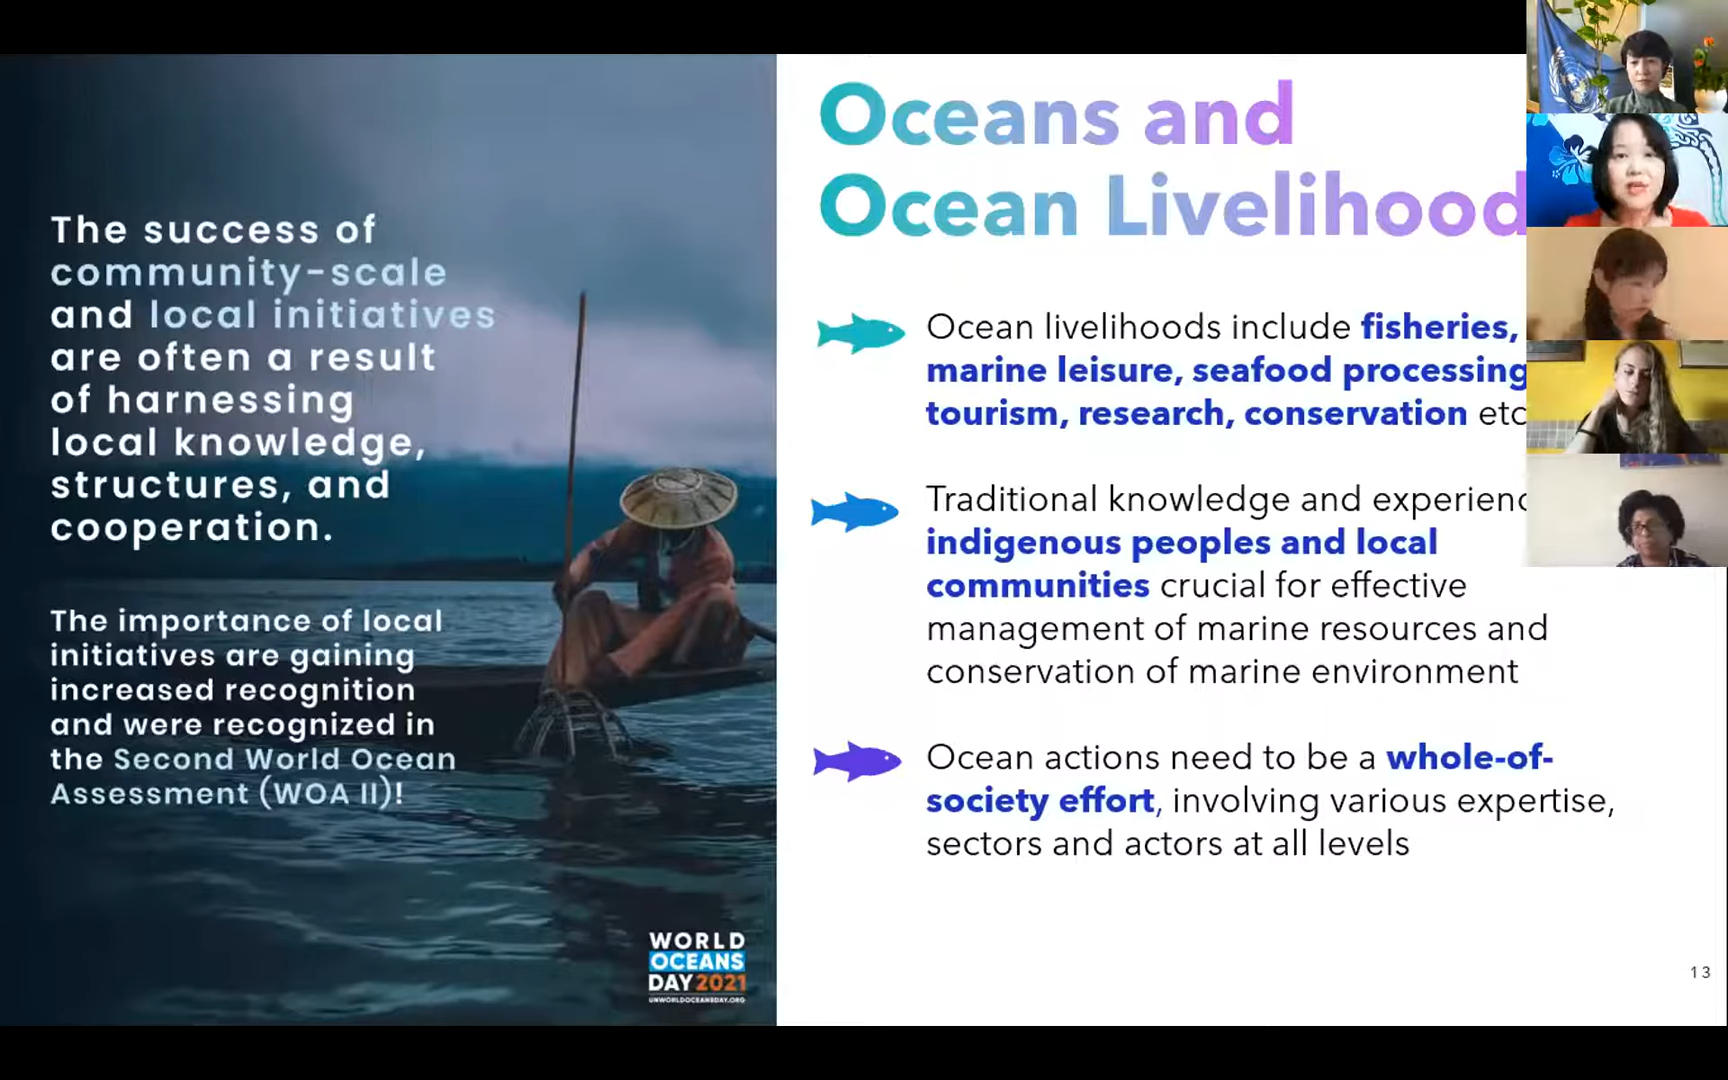 The success of
community-scale
and local initiatives
are often a result
of harnessing
local knowledge,
structures, and
cooperation.
The importance of local
initiatives are gaining
increased recognition
and were recognized in
the Second World Ocean
Assessment (WOA II)!
WORLD
OCEANS
DAY 2021
UNWORLDOCEANSDAY.ORG
Oceans and
Ocean Livelihood
Ocean livelihoods include fisheries,
marine leisure, seafood processing
tourism, research, conservation etc
Traditional knowledge and experienc
indigenous peoples and local
communities crucial for effective
management of marine resources and
conservation of marine environment
Ocean actions need to be a whole-of-
society effort, involving various expertise,
sectors and actors at all levels
13